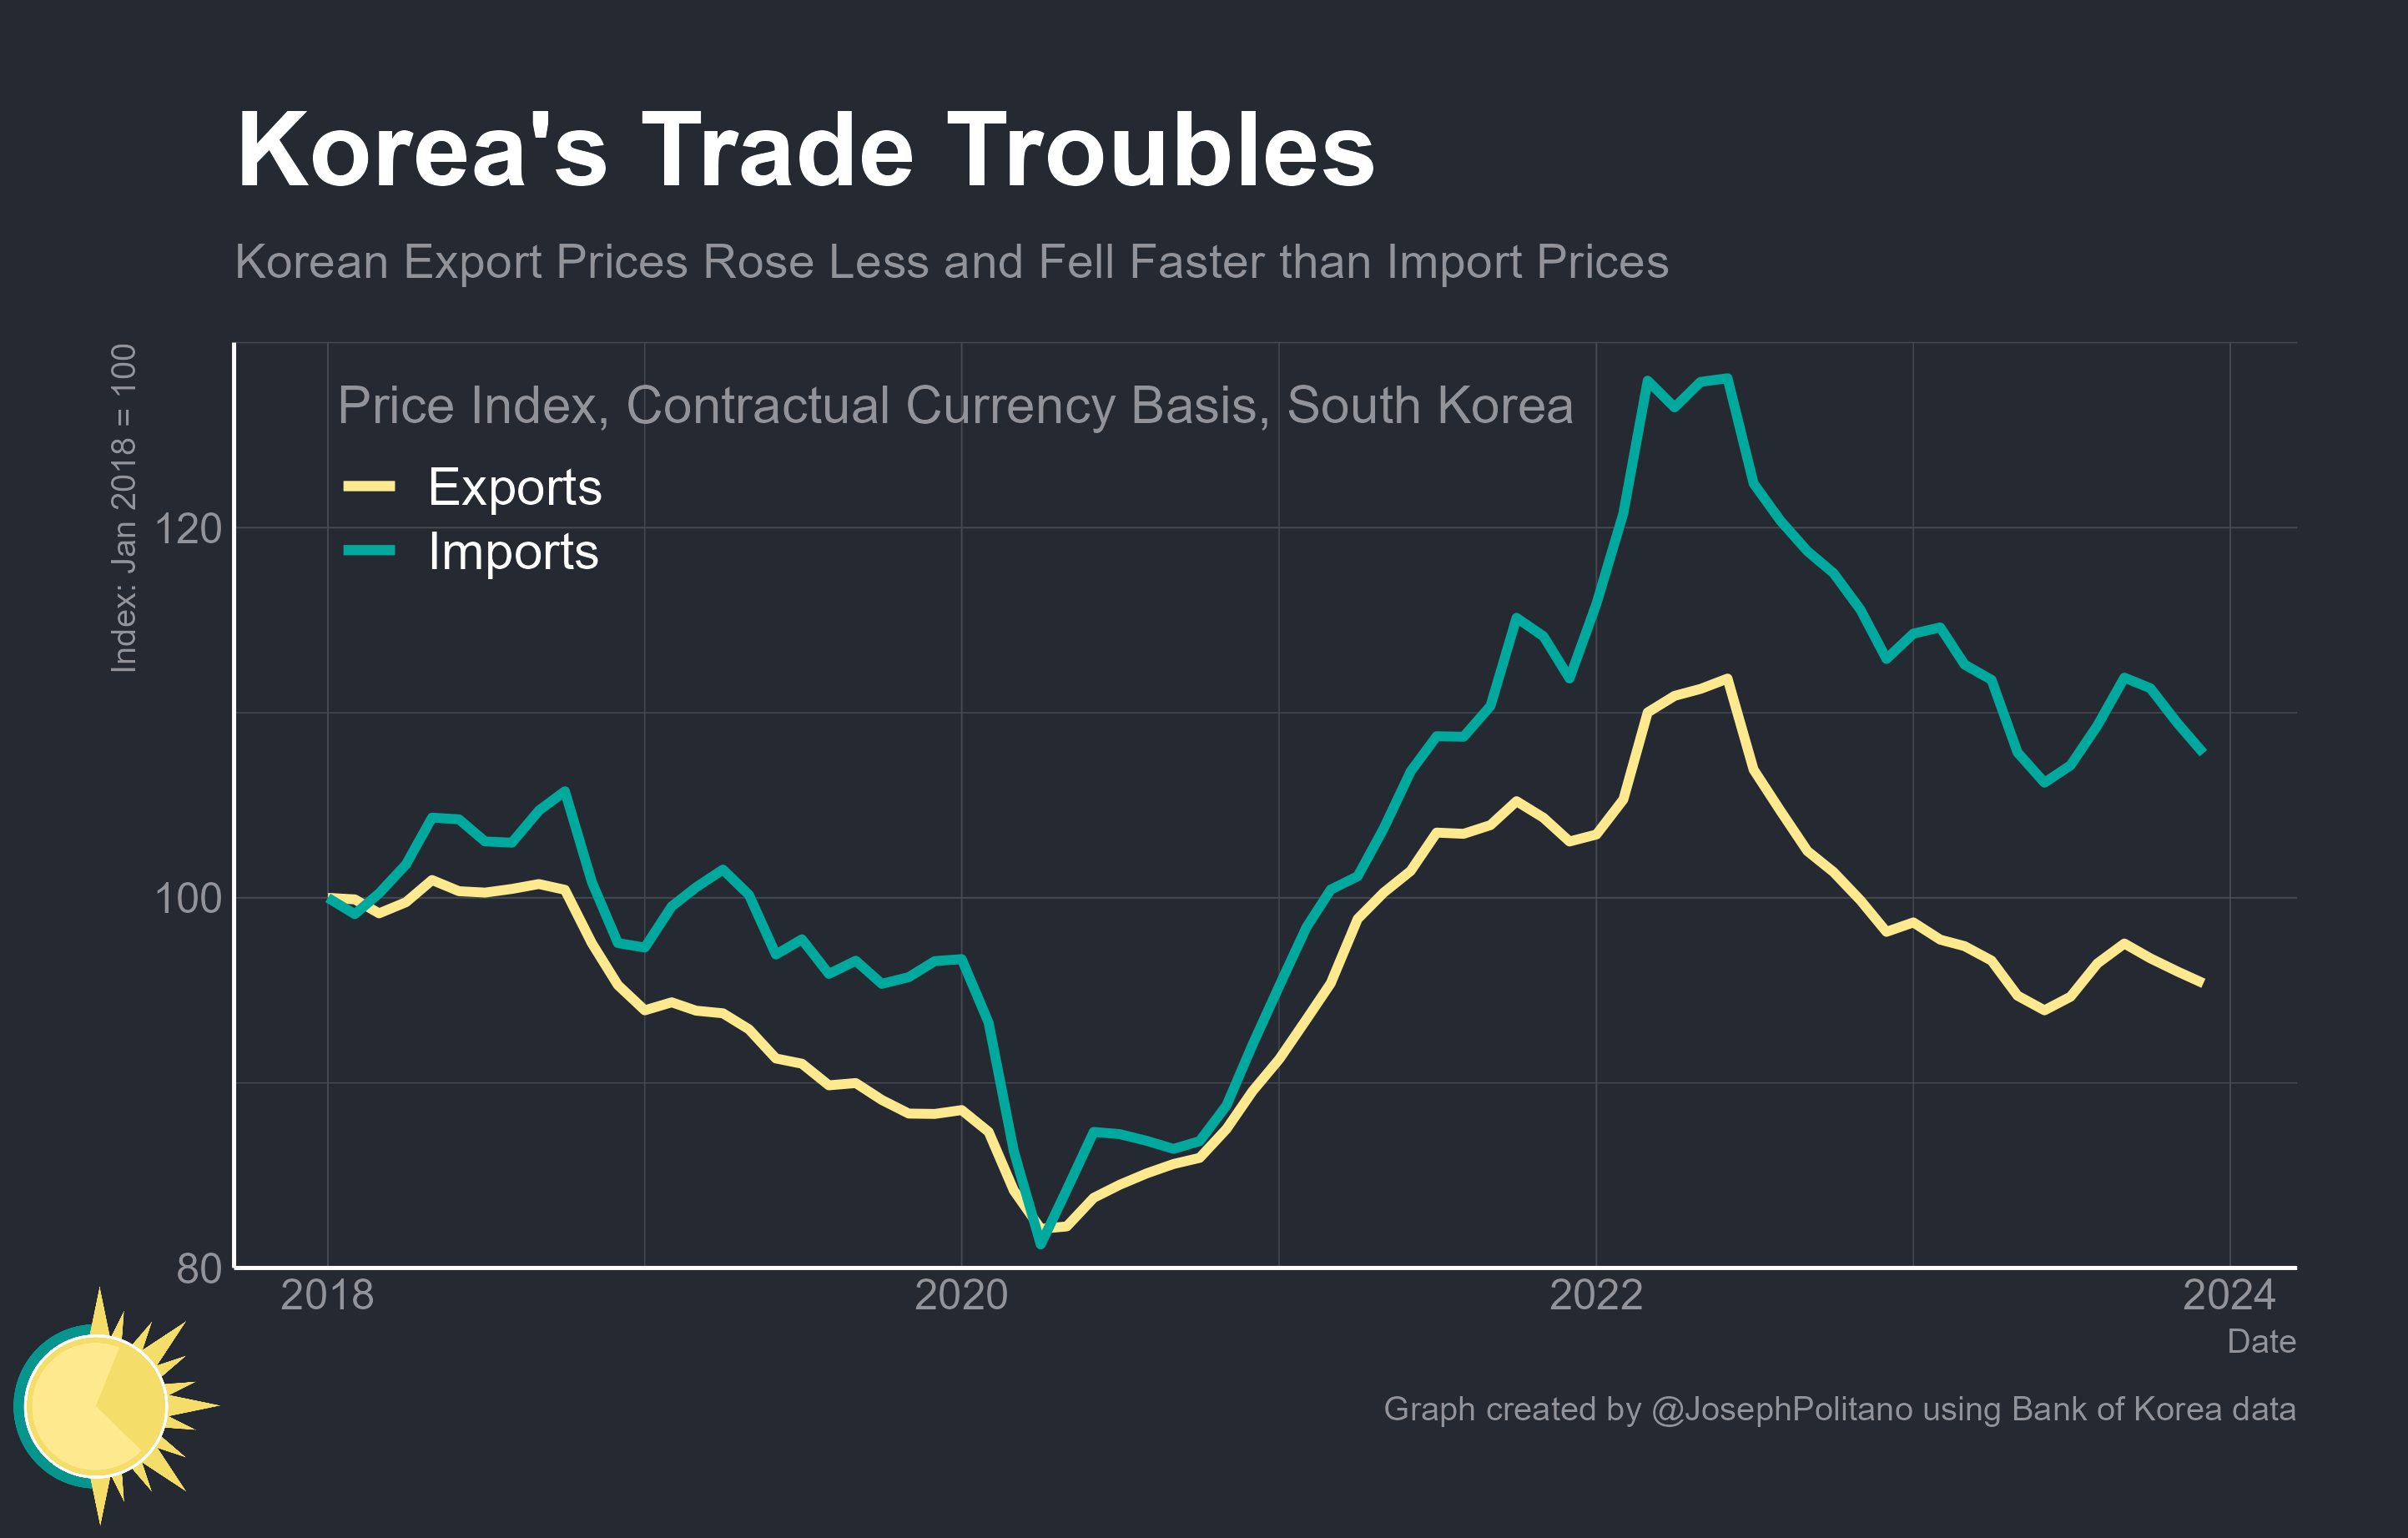 Korea's Trade Troubles
Korean Export Prices Rose Less and Fell Faster than Import Prices
Index: Jan 2018 = 100
Price Index, Contractual Currency Basis, South Korea
Exports
Imports
120
100
80
2018
2020
2022
2024
Date
Graph created by @JosephPolitano using Bank of Korea data